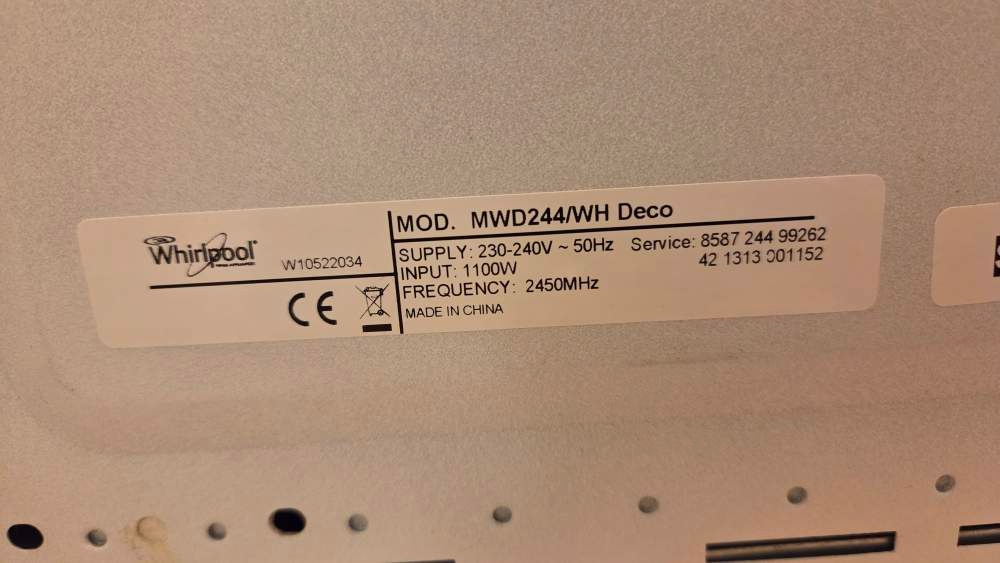 Whirlpool
W10522034
CE
MOD. MWD244/WH Deco
SUPPLY: 230-240V ~ 50Hz
INPUT: 1100W
FREQUENCY: 2450MHz
MADE IN CHINA
Service: 8587 244 99262
42 1313 001152